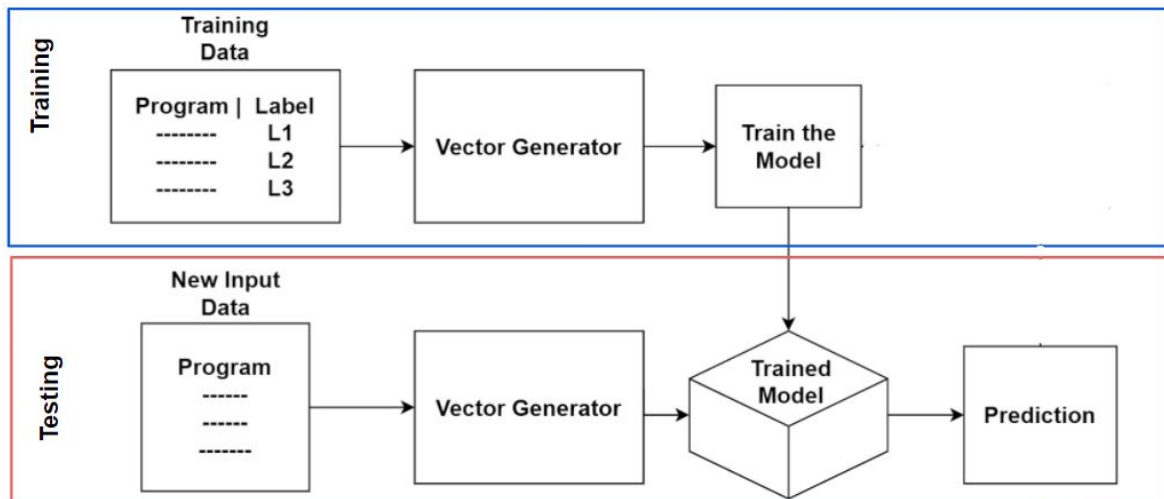 Training
Training
Data
Program | Label
-------- L1
-------- L2
-------- L3
Vector Generator
Train the
Model
Testing
New Input
Data
Program
------
------
-------
Vector Generator
Trained
Model
Prediction